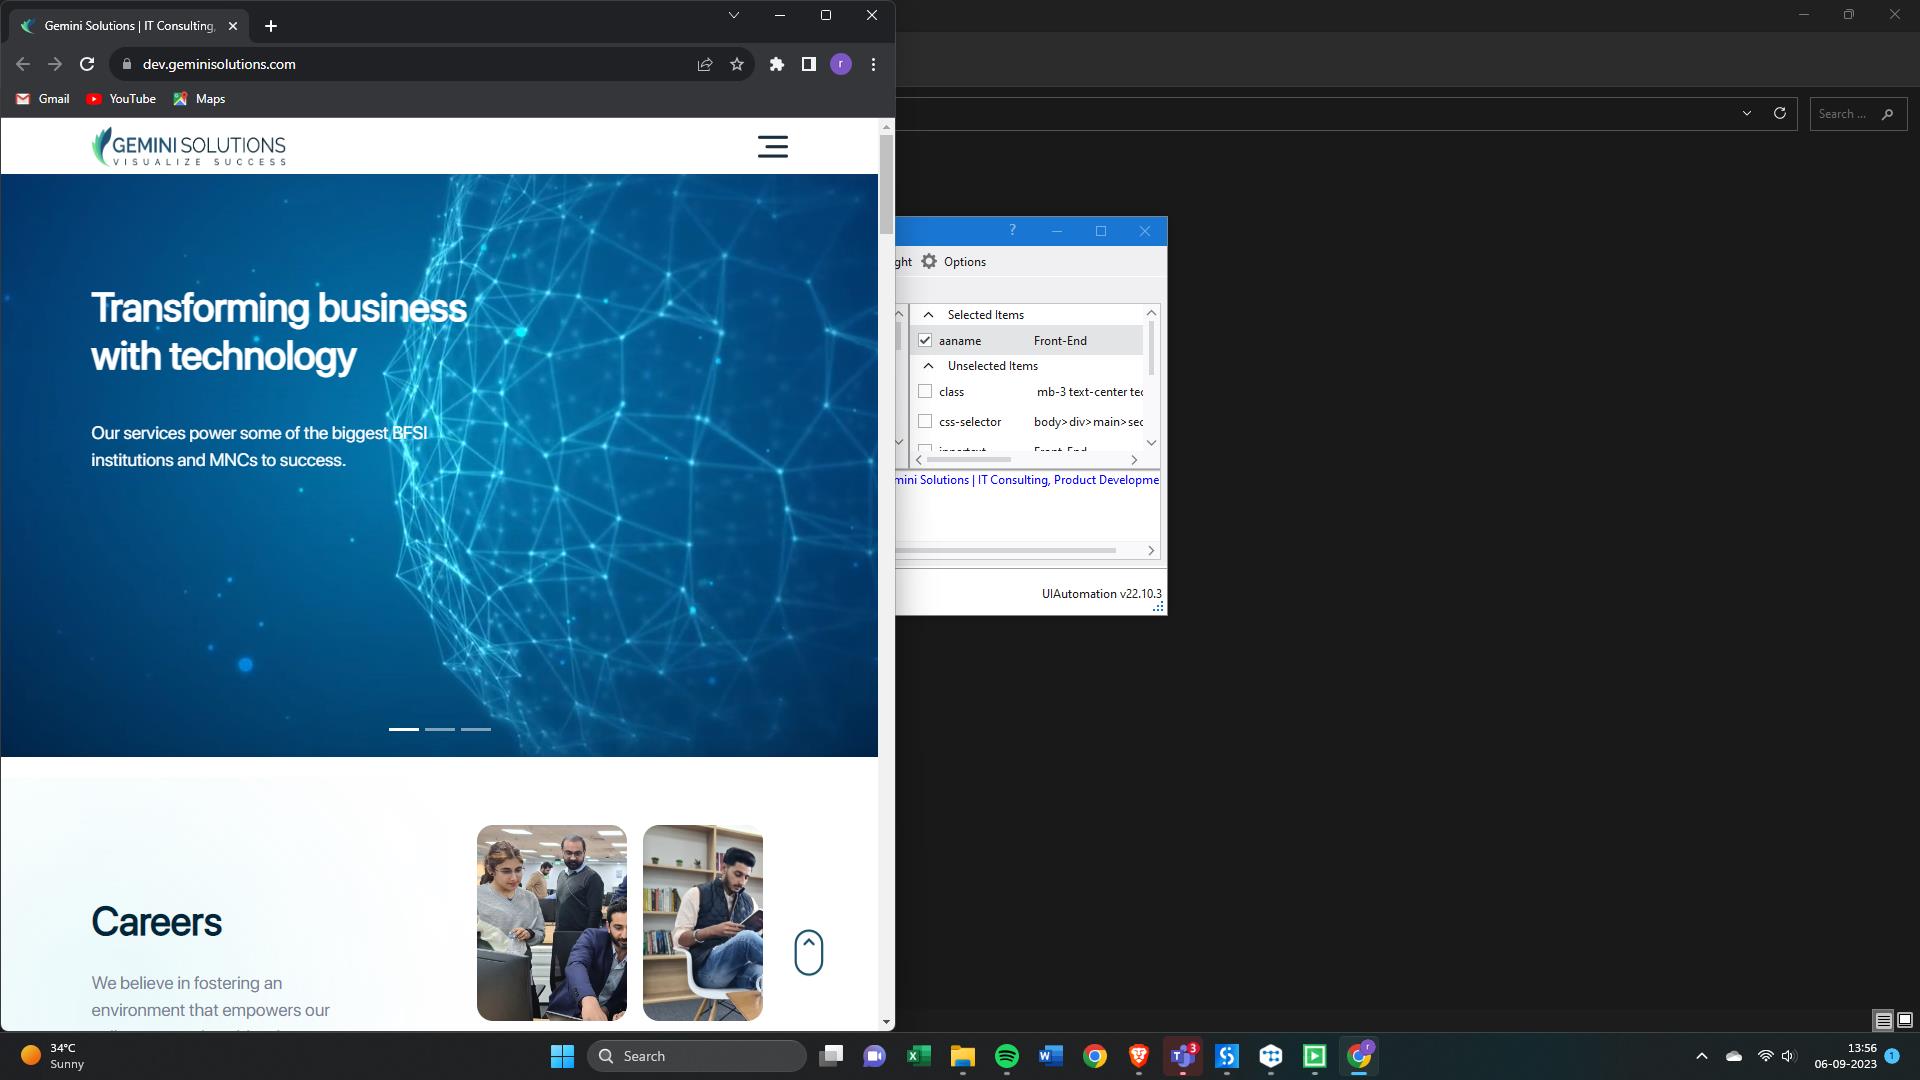 Gemini Solutions | IT Consulting,
dev.geminisolutions.com
r
Gmail
YouTube
Maps
GEMINI SOLUTIONS
VISUALIZE SUCCESS
Transforming business
with technology
Our services power some of the biggest BFSI
institutions and MNCs to success.
Careers
We believe in fostering an
environment that empowers our
Search ...
?
ght
Options
Selected Items
aaname Front-End
Unselected Items
class mb-3 text-center tec
css-selector body>div>main>sec
mini Solutions | IT Consulting, Product Developme
UIAutomation v22.10.3
34°C
Sunny
Search
3
r
13:56
06-09-2023
1